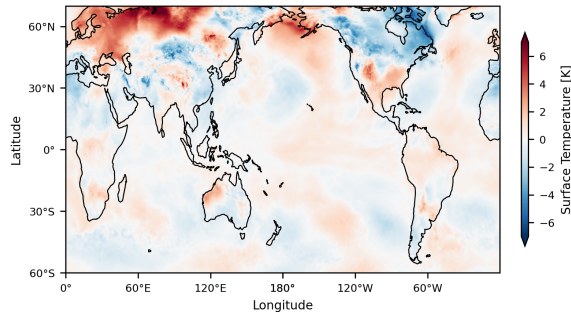 60°N
30°N
0°
30°S
60°S
Latitude
0°
60°E
120°E
180°
120°W
60°W
Longitude
6
4
2
0
−2
−4
−6
Surface Temperature [K]